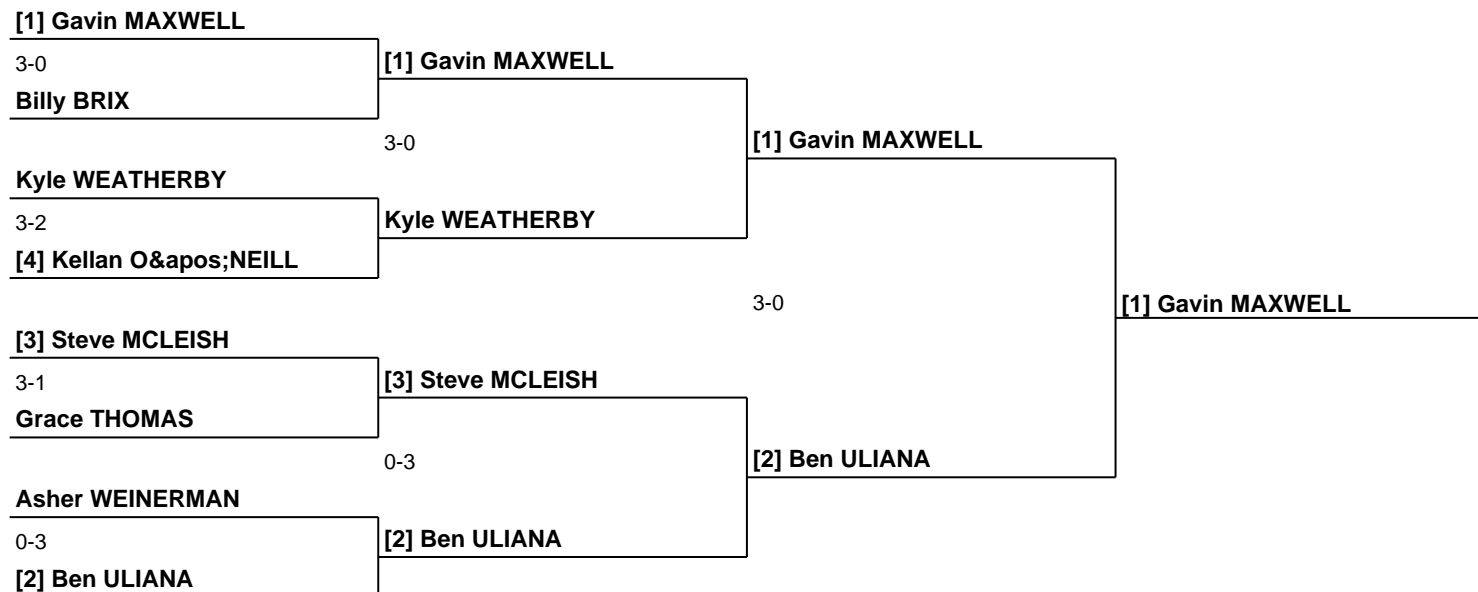 [1] Gavin MAXWELL
3-0
[1] Gavin MAXWELL
Billy BRIX
3-0
[1] Gavin MAXWELL
Kyle WEATHERBY
3-2
Kyle WEATHERBY
[4] Kellan O&apos;NEILL
3-0
[1] Gavin MAXWELL
[3] Steve MCLEISH
3-1
[3] Steve MCLEISH
Grace THOMAS
0-3
[2] Ben ULIANA
Asher WEINERMAN
0-3
[2] Ben ULIANA
[2] Ben ULIANA